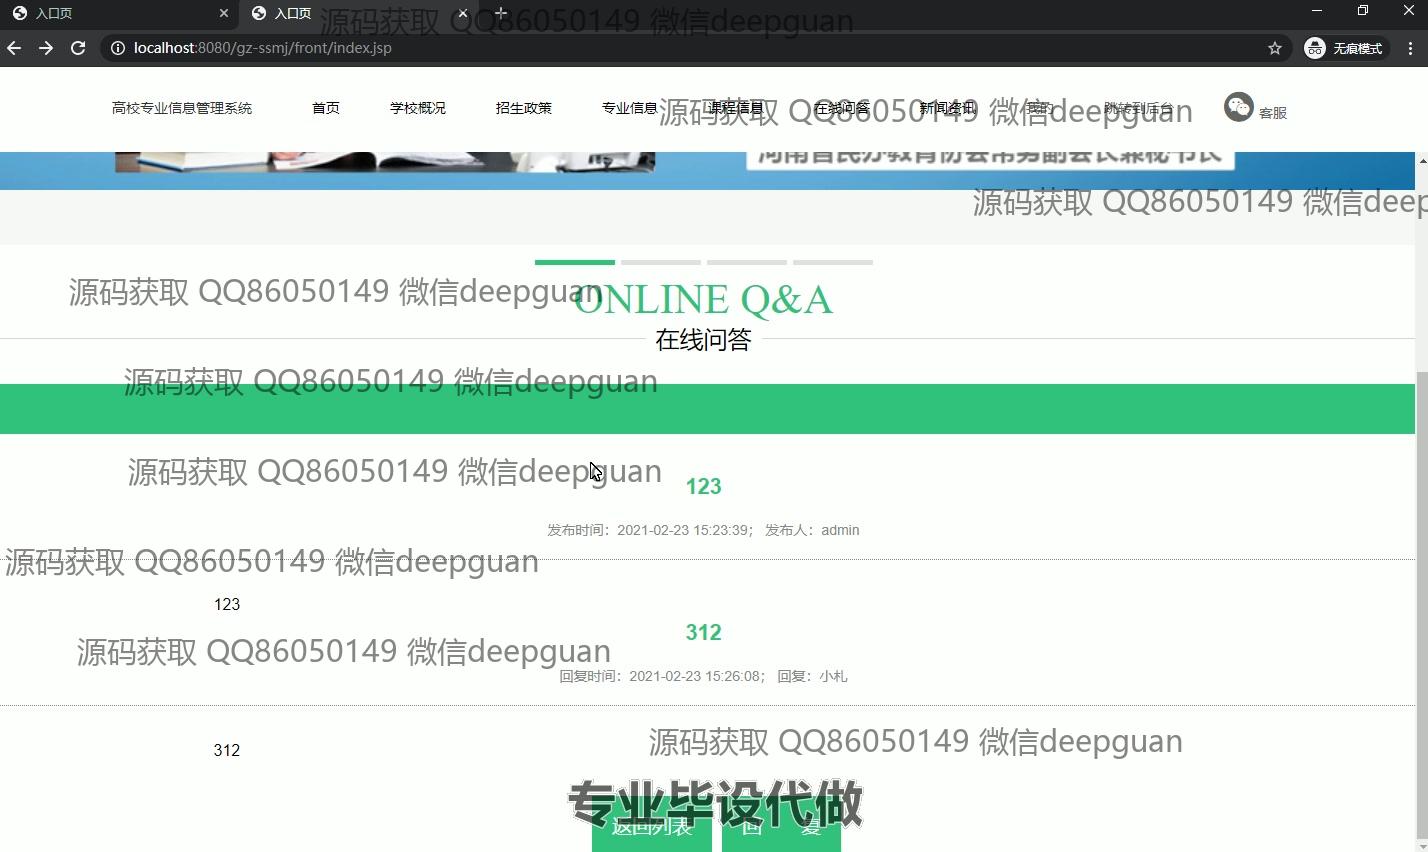 入口页
入口页
源码获取 QQ86050149 微信deepguan
localhost:8080/gz-ssmj/front/index.jsp
无痕模式
高校专业信息管理系统 首页 学校概况 招生政策 专业信息 课程信息 在线问答 新闻资讯 我的 跳转到后台 客服
源码获取 QQ86050149 微信deepguan
河南省民办教育协会常务副会长兼秘书长
源码获取 QQ86050149 微信deep
源码获取 QQ86050149 微信deepguan
ONLINE Q&A
在线问答
源码获取 QQ86050149 微信deepguan
源码获取 QQ86050149 微信deepguan
123
发布时间：2021-02-23 15:23:39； 发布人：admin
源码获取 QQ86050149 微信deepguan
123
312
源码获取 QQ86050149 微信deepguan
回复时间：2021-02-23 15:26:08； 回复：小札
312
源码获取 QQ86050149 微信deepguan
专业毕设代做
返回列表 回 复